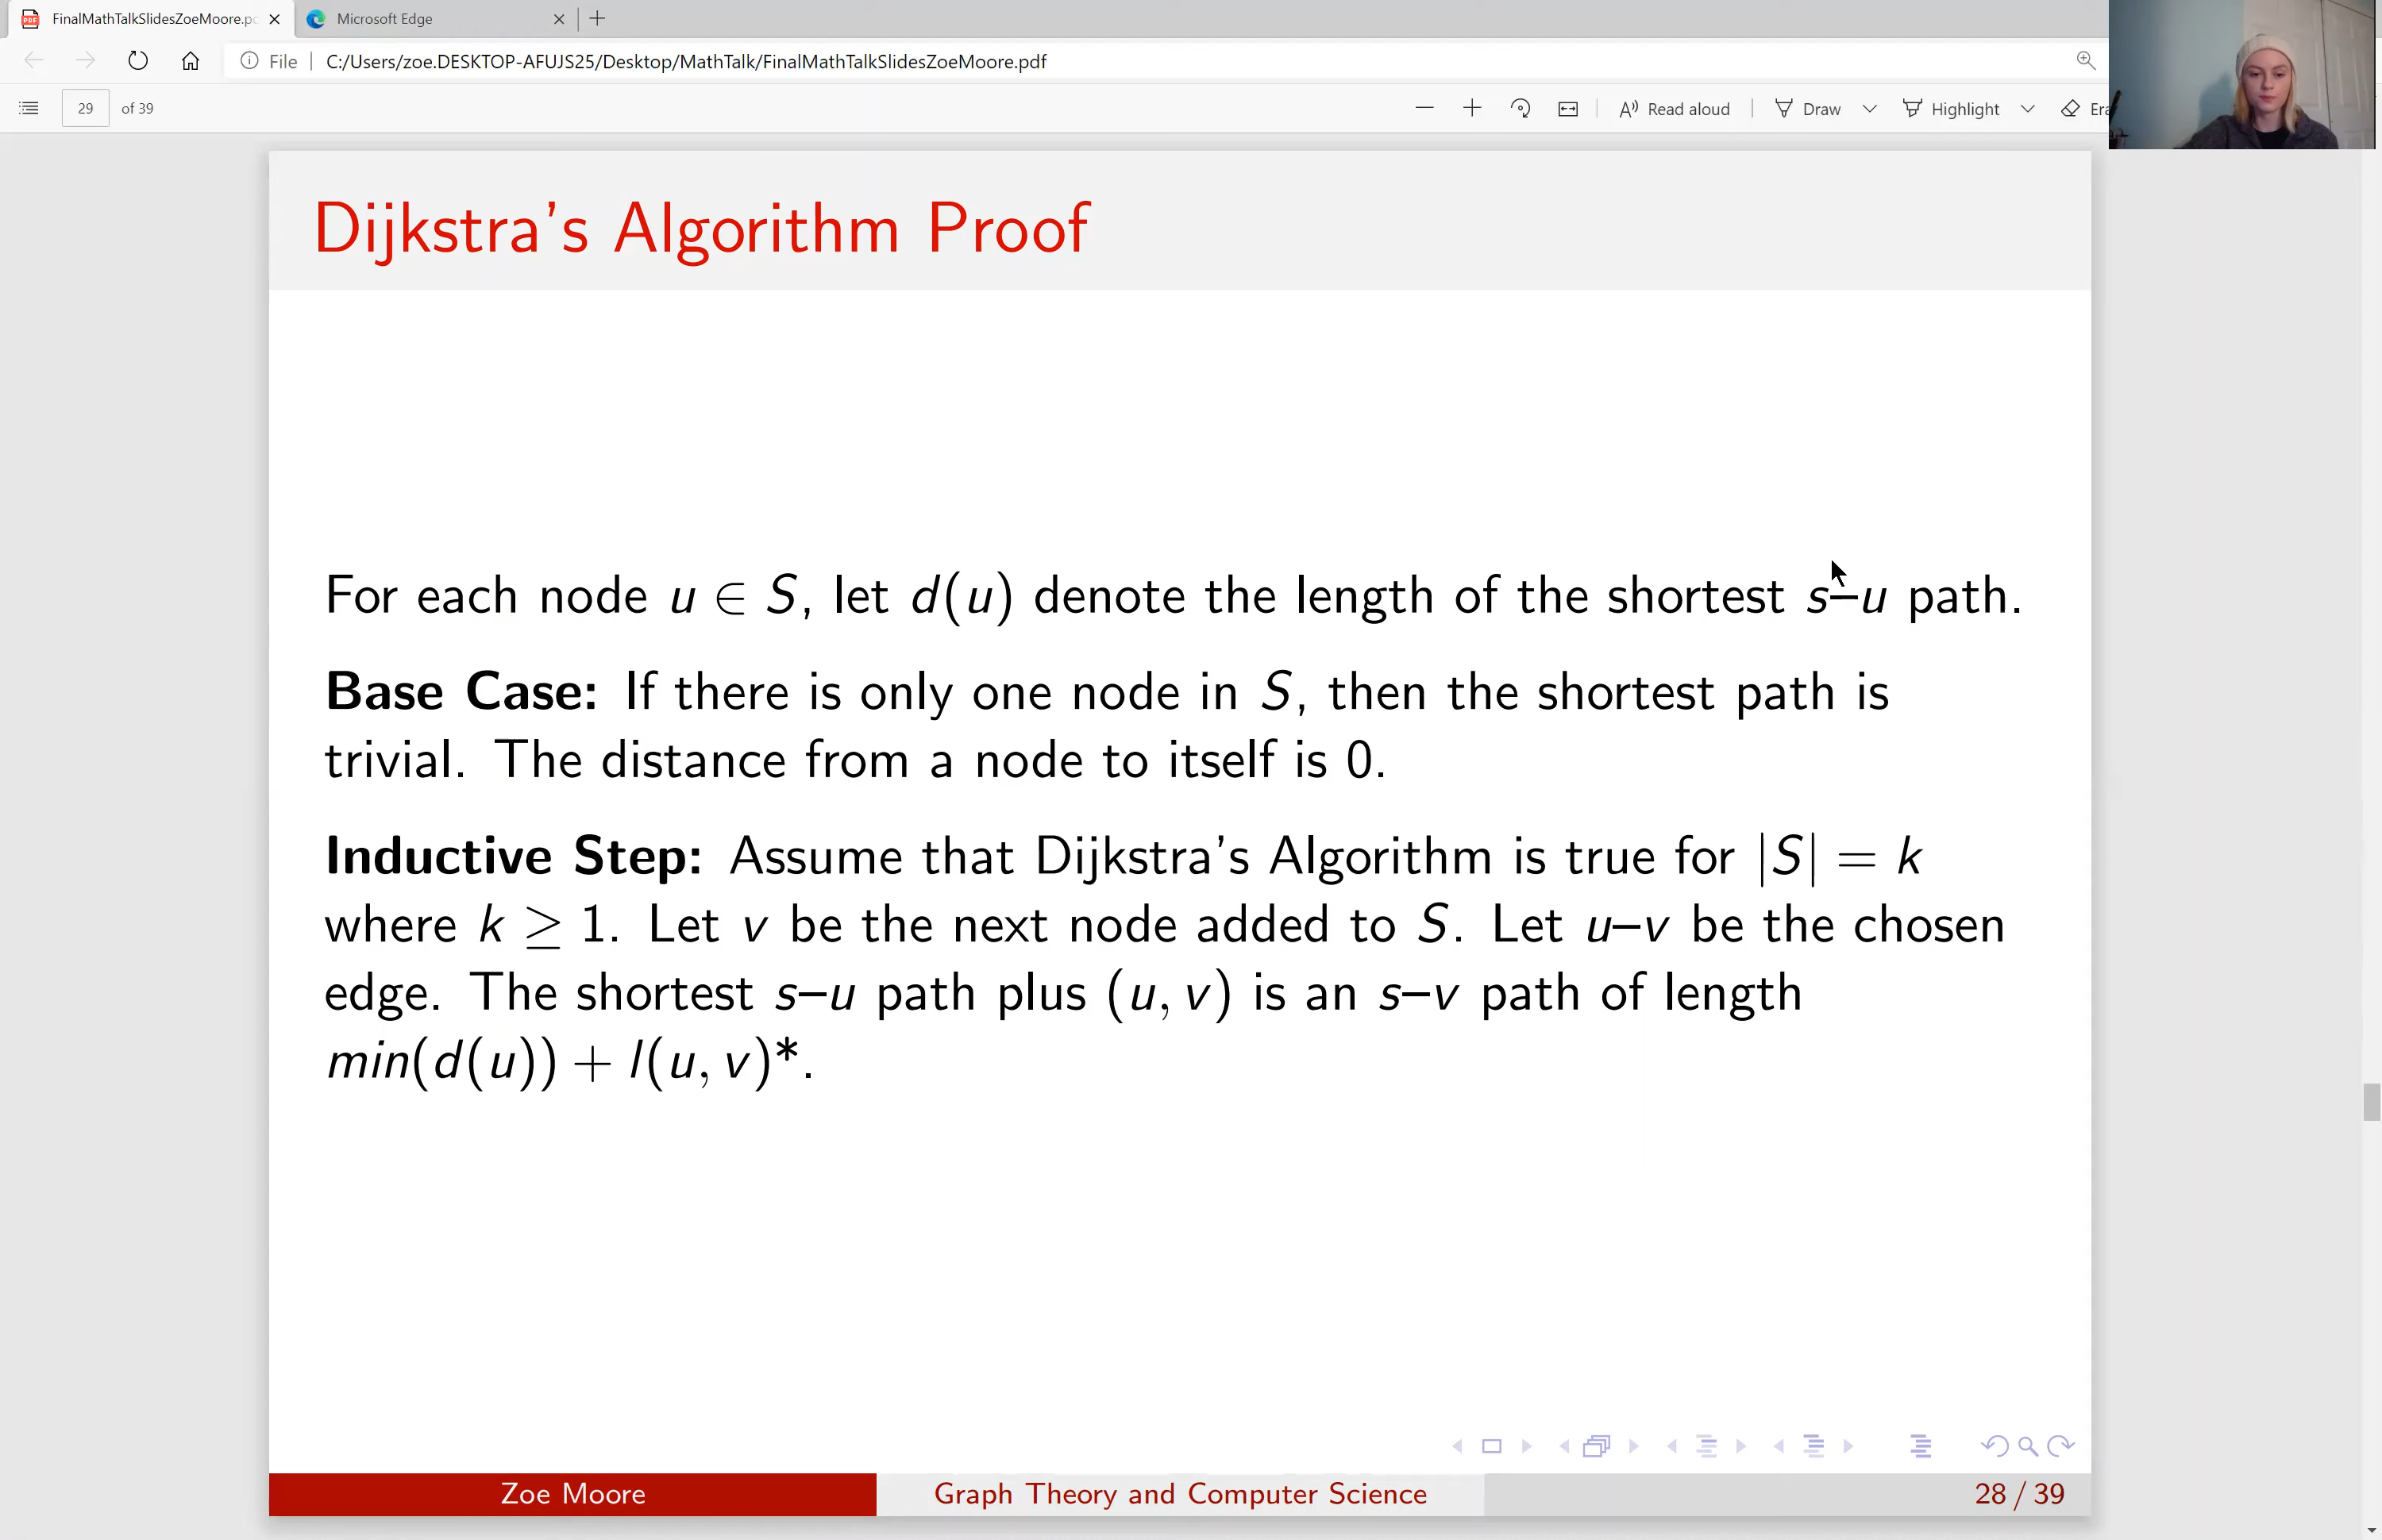 FinalMathTalkSlidesZoeMoore.p
Microsoft Edge
File
C:/Users/zoe.DESKTOP-AFUJS25/Desktop/MathTalk/FinalMathTalkSlidesZoeMoore.pdf
29 of 39
Read aloud
Draw
Highlight
Era
Dijkstra's Algorithm Proof
For each node u ∈ S, let d(u) denote the length of the shortest s–u path.
Base Case: If there is only one node in S, then the shortest path is
trivial. The distance from a node to itself is 0.
Inductive Step: Assume that Dijkstra's Algorithm is true for |S| = k
where k ≥ 1. Let v be the next node added to S. Let u–v be the chosen
edge. The shortest s–u path plus (u, v) is an s–v path of length
min(d(u)) + l(u, v)*.
Zoe Moore
Graph Theory and Computer Science
28 / 39